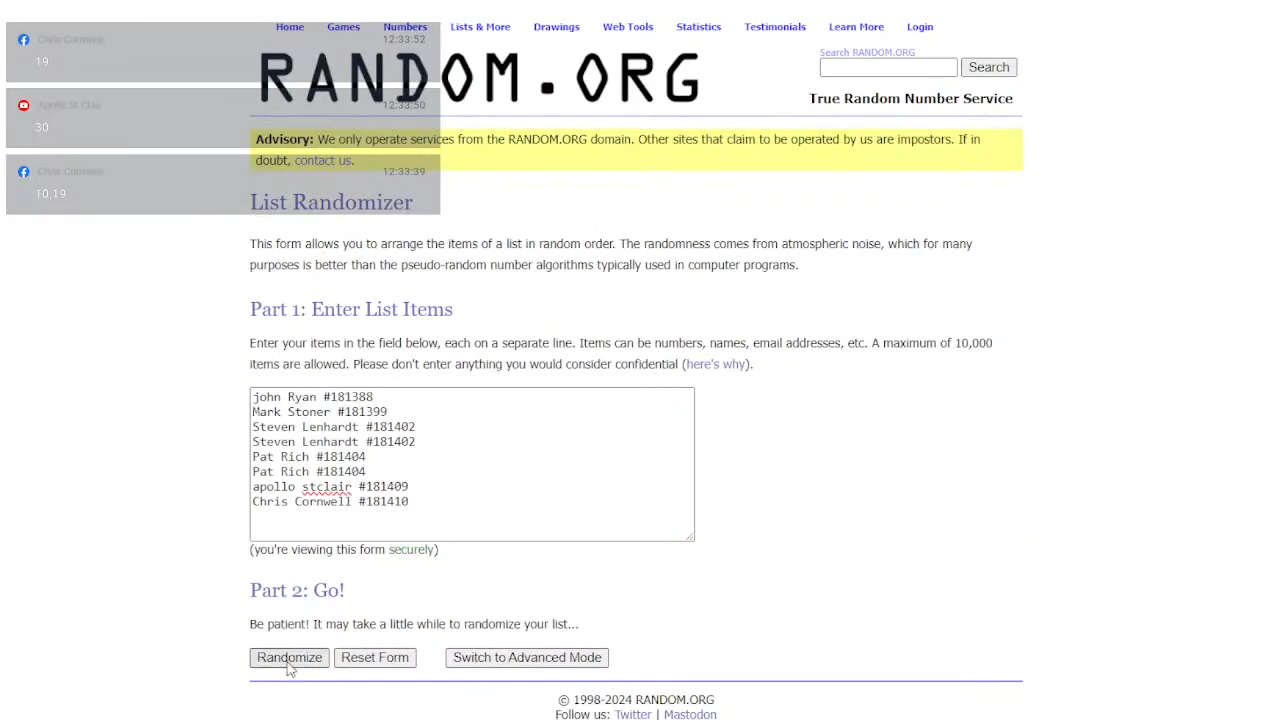 Home Games Numbers Lists & More Drawings Web Tools Statistics Testimonials Learn More Login
Chris Cornwell 12:33:52
19
Apollo St Clair 12:33:50
30
Chris Cornwell 12:33:39
10,19
RANDOM.ORG
Search RANDOM.ORG
Search
True Random Number Service
Advisory: We only operate services from the RANDOM.ORG domain. Other sites that claim to be operated by us are impostors. If in
doubt, contact us.
List Randomizer
This form allows you to arrange the items of a list in random order. The randomness comes from atmospheric noise, which for many
purposes is better than the pseudo-random number algorithms typically used in computer programs.
Part 1: Enter List Items
Enter your items in the field below, each on a separate line. Items can be numbers, names, email addresses, etc. A maximum of 10,000
items are allowed. Please don't enter anything you would consider confidential (here's why).
john Ryan #181388
Mark Stoner #181399
Steven Lenhardt #181402
Steven Lenhardt #181402
Pat Rich #181404
Pat Rich #181404
apollo stclair #181409
Chris Cornwell #181410
(you're viewing this form securely)
Part 2: Go!
Be patient! It may take a little while to randomize your list...
Randomize Reset Form Switch to Advanced Mode
© 1998-2024 RANDOM.ORG
Follow us: Twitter | Mastodon